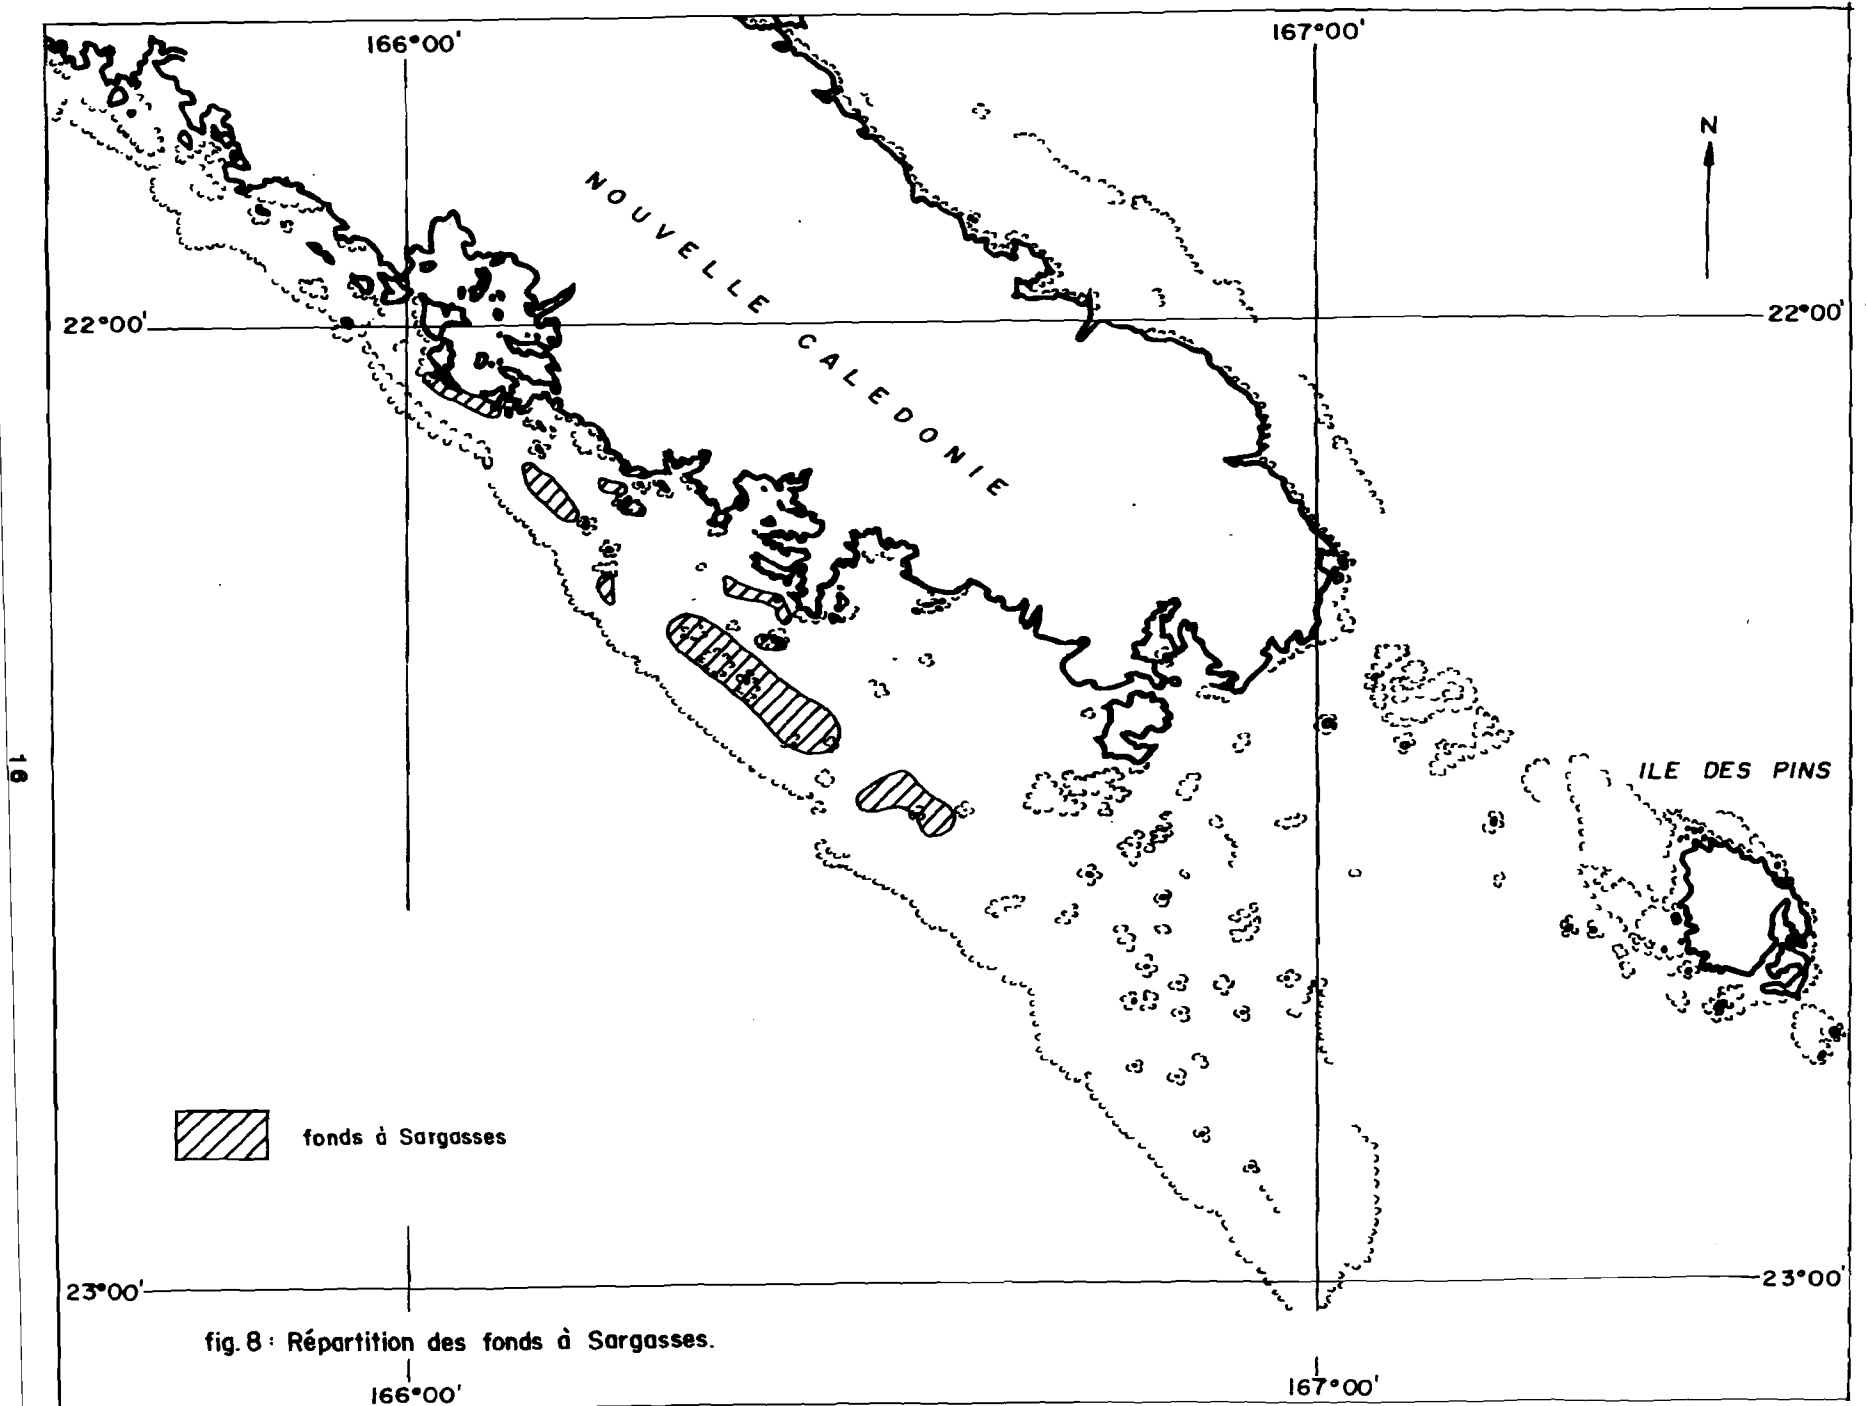 166°00' 167°00'
N
NOUVELLE CALEDONIE
22°00' 22°00'
16
ILE DES PINS
fonds à Sargasses
23°00' 23°00'
fig. 8 : Répartition des fonds à Sargasses.
166°00' 167°00'